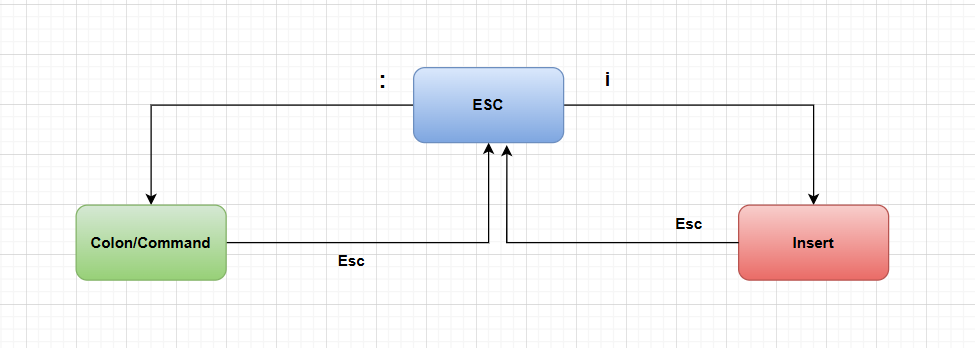 :
ESC
i
Colon/Command
Esc
Esc
Insert